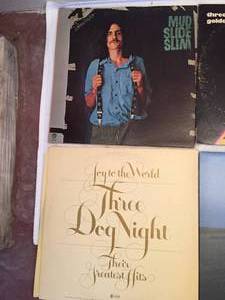 MUD
SLIDE
SLIM
three
golde
Joy to the World
Three
Dog Night
Their
Greatest Hits